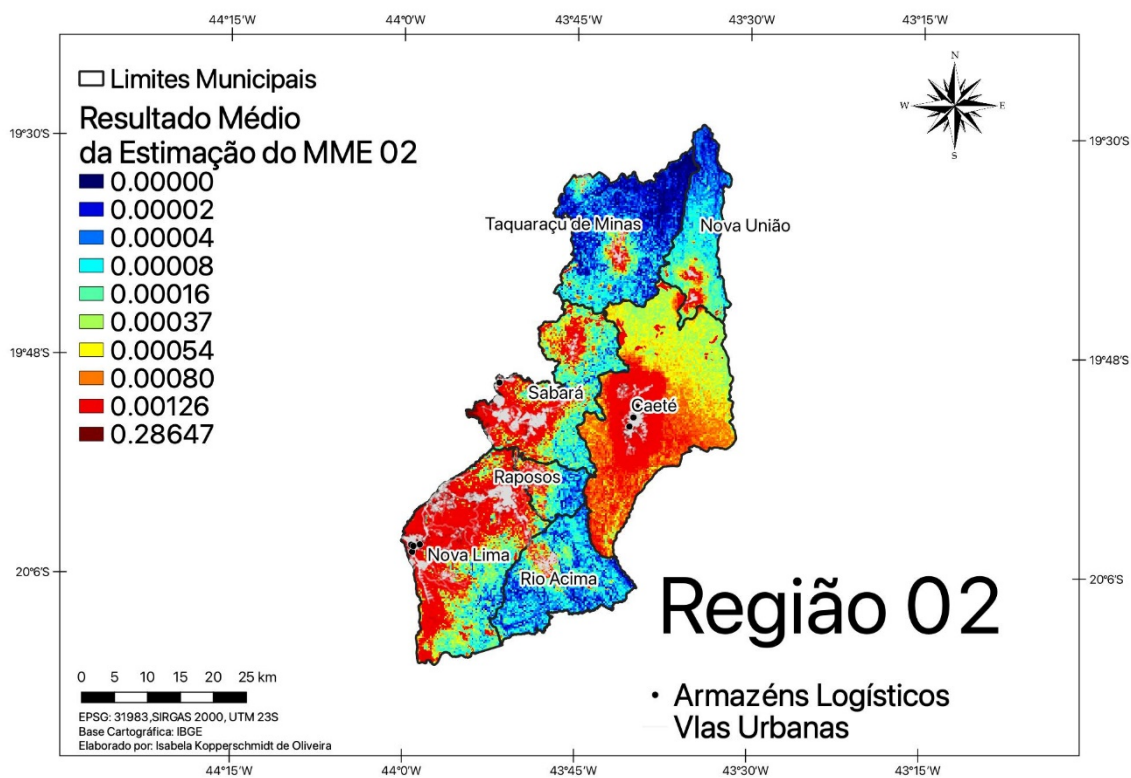 44°15'W 44°0'W 43°45'W 43°30'W 43°15'W
N
W E
S
Limites Municipais
Resultado Médio
da Estimação do MME 02
0.00000
0.00002
0.00004
0.00008
0.00016
0.00037
0.00054
0.00080
0.00126
0.28647
19°30'S 19°30'S
19°48'S 19°48'S
20°6'S 20°6'S
Taquaraçu de Minas
Nova União
Sabará
Caeté
Raposos
Nova Lima
Rio Acima
Região 02
Armazéns Logísticos
Vlas Urbanas
0 5 10 15 20 25 km
EPSG: 31983,SIRGAS 2000, UTM 23S
Base Cartográfica: IBGE
Elaborado por: Isabela Kopperschmidt de Oliveira
44°15'W 44°0'W 43°45'W 43°30'W 43°15'W